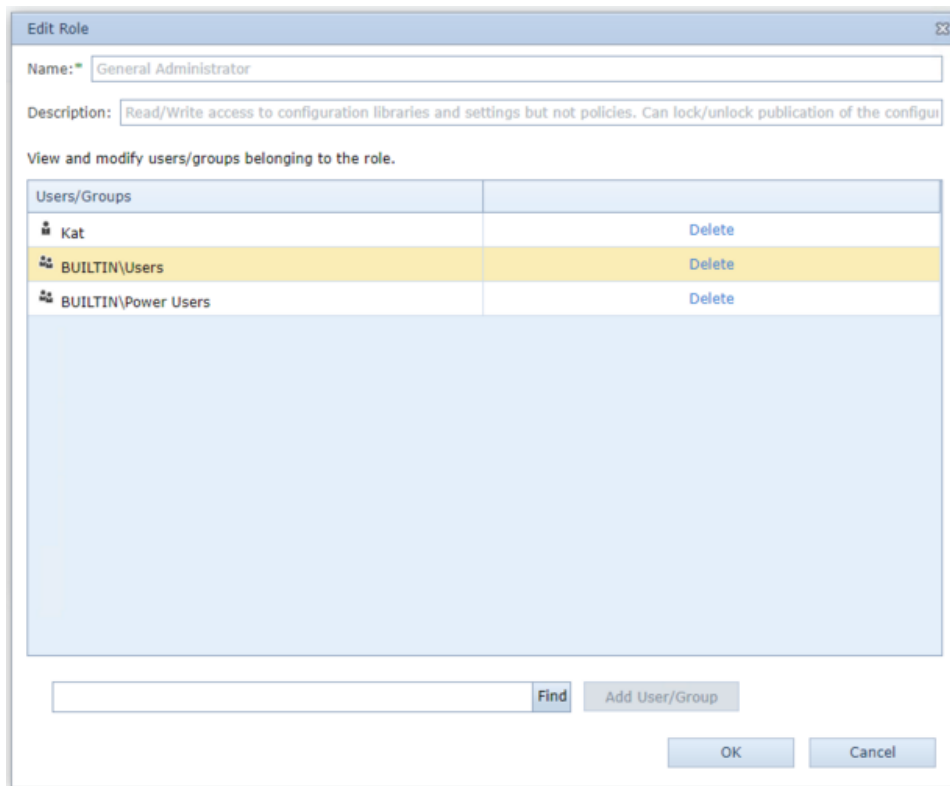 Edit Role
Name:* General Administrator
Description: Read/Write access to configuration libraries and settings but not policies. Can lock/unlock publication of the
View and modify users/groups belonging to the role.
Users/Groups
Kat Delete
BUILTIN\Users Delete
BUILTIN\Power Users Delete
Find Add User/Group
OK Cancel